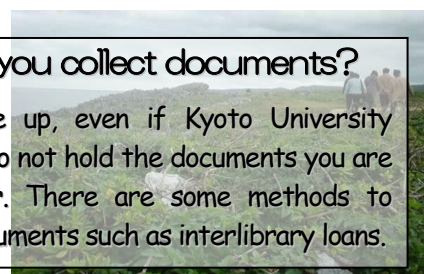 you collect documents?
up, even if Kyoto University
not hold the documents you are
There are some methods to
such as interlibrary loans.